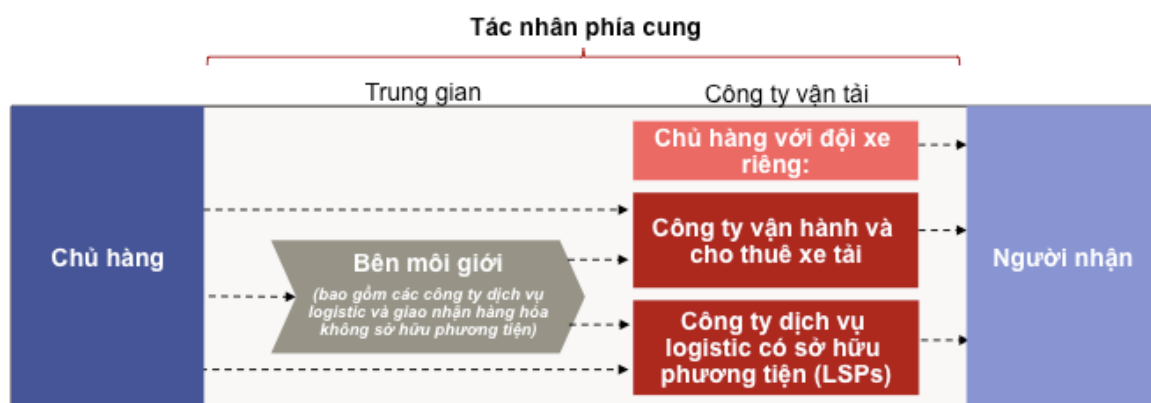 Tác nhân phía cung
Trung gian
Công ty vận tải
Chủ hàng
Bên môi giới
(bao gồm các công ty dịch vụ
logistic và giao nhận hàng hóa
không sở hữu phương tiện)
Chủ hàng với đội xe
riêng:
Công ty vận hành và
cho thuê xe tải
Công ty dịch vụ
logistic có sở hữu
phương tiện (LSPs)
Người nhận